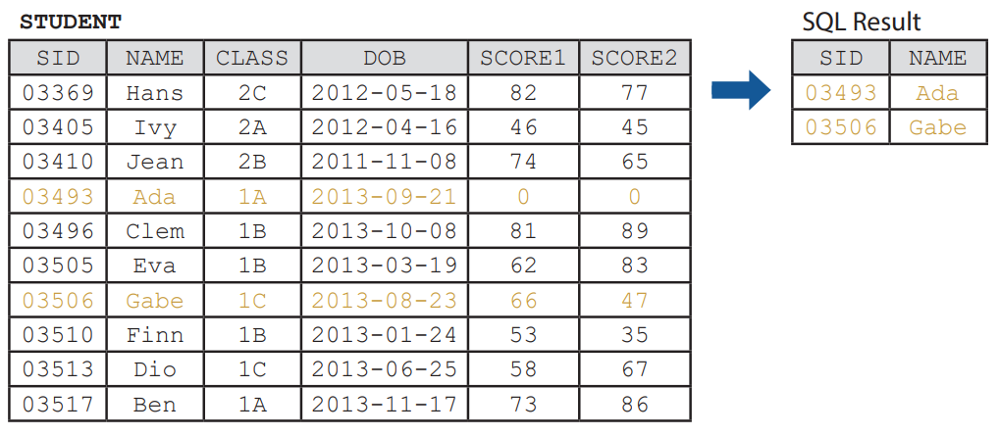 STUDENT
SID NAME CLASS DOB SCORE1 SCORE2
03369 Hans 2C 2012-05-18 82 77
03405 Ivy 2A 2012-04-16 46 45
03410 Jean 2B 2011-11-08 74 65
03493 Ada 1A 2013-09-21 0 0
03496 Clem 1B 2013-10-08 81 89
03505 Eva 1B 2013-03-19 62 83
03506 Gabe 1C 2013-08-23 66 47
03510 Finn 1B 2013-01-24 53 35
03513 Dio 1C 2013-06-25 58 67
03517 Ben 1A 2013-11-17 73 86
SQL Result
SID NAME
03493 Ada
03506 Gabe